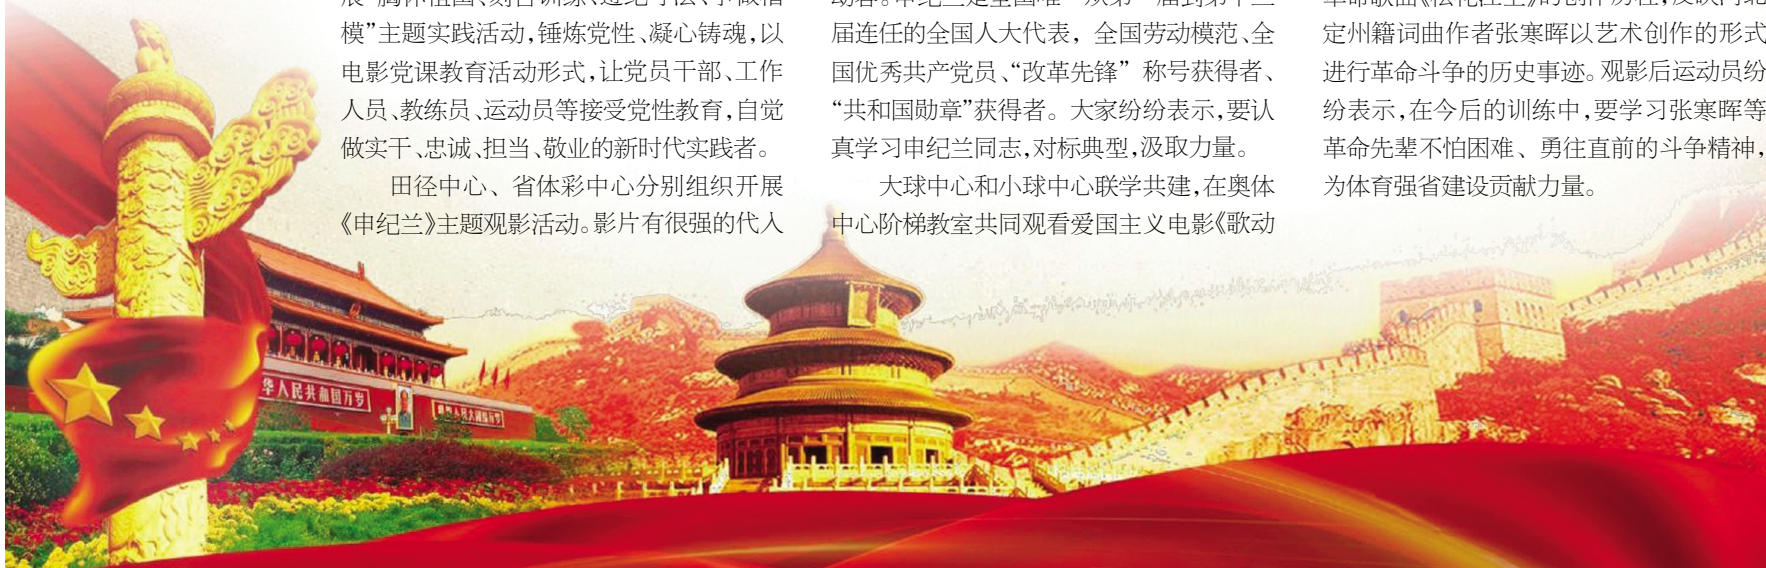 模”主题实践活动，锤炼党性、凝心铸魂，以
电影党课教育活动形式，让党员干部、工作
人员、教练员、运动员等接受党性教育，自觉
做实干、忠诚、担当、敬业的新时代实践者。
田径中心、省体彩中心分别组织开展
《申纪兰》主题观影活动。影片有很强的代入
届连任的全国人大代表，全国劳动模范、全
国优秀共产党员、“改革先锋” 称号获得者、
“共和国勋章”获得者。大家纷纷表示，要认
真学习申纪兰同志，对标典型，汲取力量。
大球中心和小球中心联学共建，在奥体
中心阶梯教室共同观看爱国主义电影《歌动
定州籍词曲作者张寒晖以艺术创作的形式
进行革命斗争的历史事迹。观影后运动员纷
纷表示，在今后的训练中，要学习张寒晖等
革命先辈不怕困难、勇往直前的斗争精神，
为体育强省建设贡献力量。
华人民共和国万岁